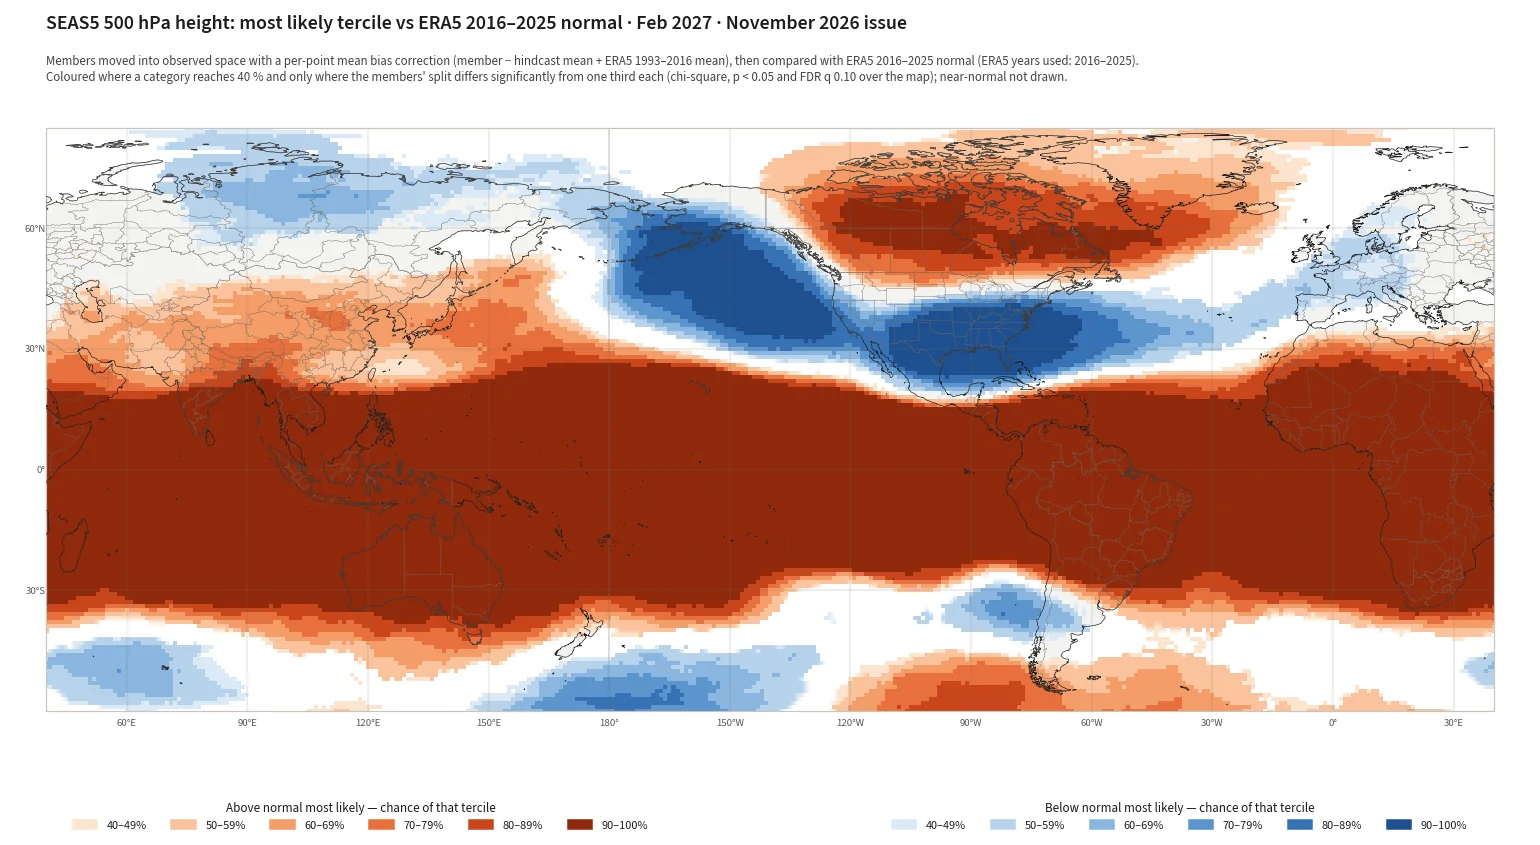 SEAS5 500 hPa height: most likely tercile vs ERA5 2016–2025 normal · Feb 2027 · November 2026 issue
Members moved into observed space with a per-point mean bias correction (member − hindcast mean + ERA5 1993–2016 mean), then compared with ERA5 2016–2025 normal (ERA5 years used: 2016–2025).
Coloured where a category reaches 40 % and only where the members' split differs significantly from one third each (chi-square, p < 0.05 and FDR q 0.10 over the map); near-normal not drawn.
60°N
30°N
0°
30°S
60°E 90°E 120°E 150°E 180° 150°W 120°W 90°W 60°W 30°W 0° 30°E
Above normal most likely — chance of that tercile
40–49% 50–59% 60–69% 70–79% 80–89% 90–100%
Below normal most likely — chance of that tercile
40–49% 50–59% 60–69% 70–79% 80–89% 90–100%